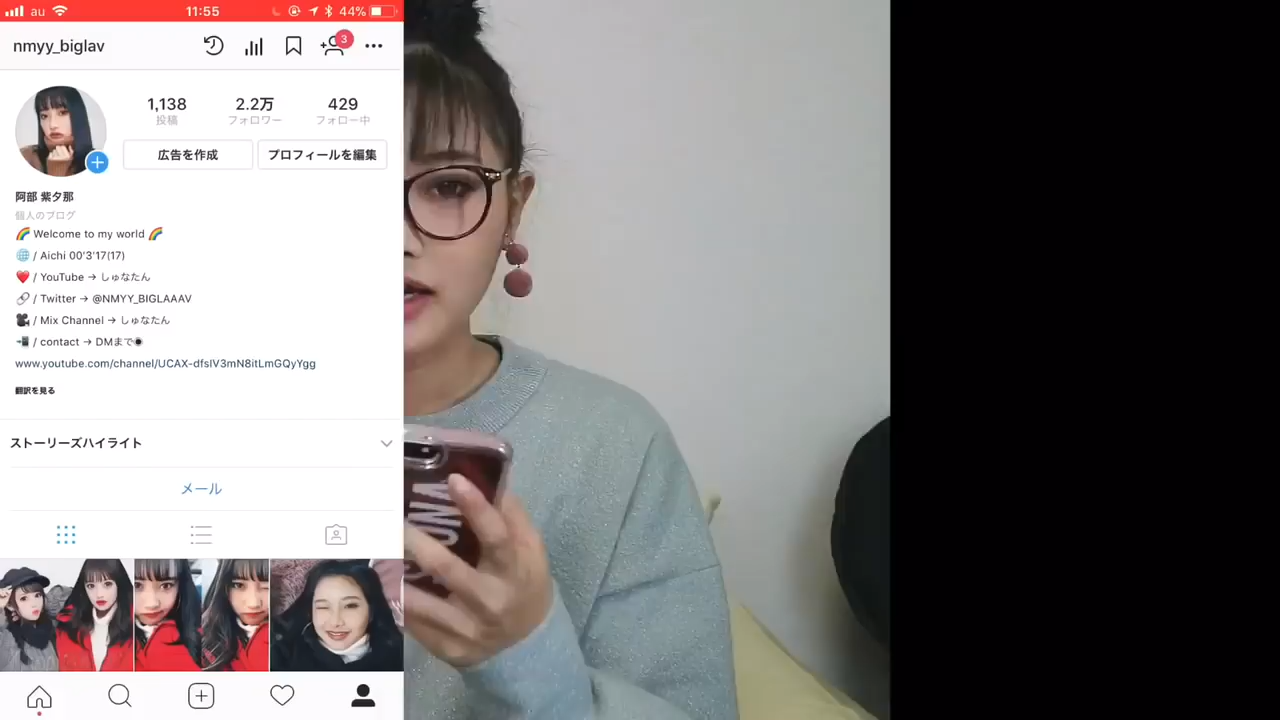 au 11:55 44%
nmyy_biglav
3
1,138 2.2万 429
投稿 フォロワー フォロー中
広告を作成 プロフィールを編集
阿部 紫夕那
個人のブログ
🌈 Welcome to my world 🌈
🌐 / Aichi 00'3'17(17)
❤️ / YouTube → しゅなたん
🔗 / Twitter → @NMYY_BIGLAAAV
🎥 / Mix Channel → しゅなたん
📲 / contact → DMまで◉
www.youtube.com/channel/UCAX-dfsIV3mN8itLmGQyYgg
翻訳を見る
ストーリーズハイライト
メール